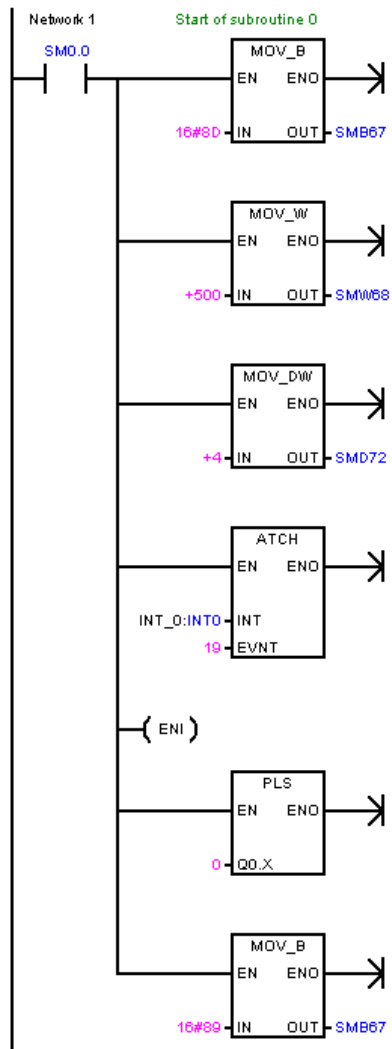 Network 1 Start of subroutine 0
SM0.0
MOV_B
EN ENO
16#8D IN OUT SMB67
MOV_W
EN ENO
+500 IN OUT SMW68
MOV_DW
EN ENO
+4 IN OUT SMD72
ATCH
EN ENO
INT_0:INT0 INT
19 EVNT
ENI
PLS
EN ENO
0 Q0.X
MOV_B
EN ENO
16#89 IN OUT SMB67